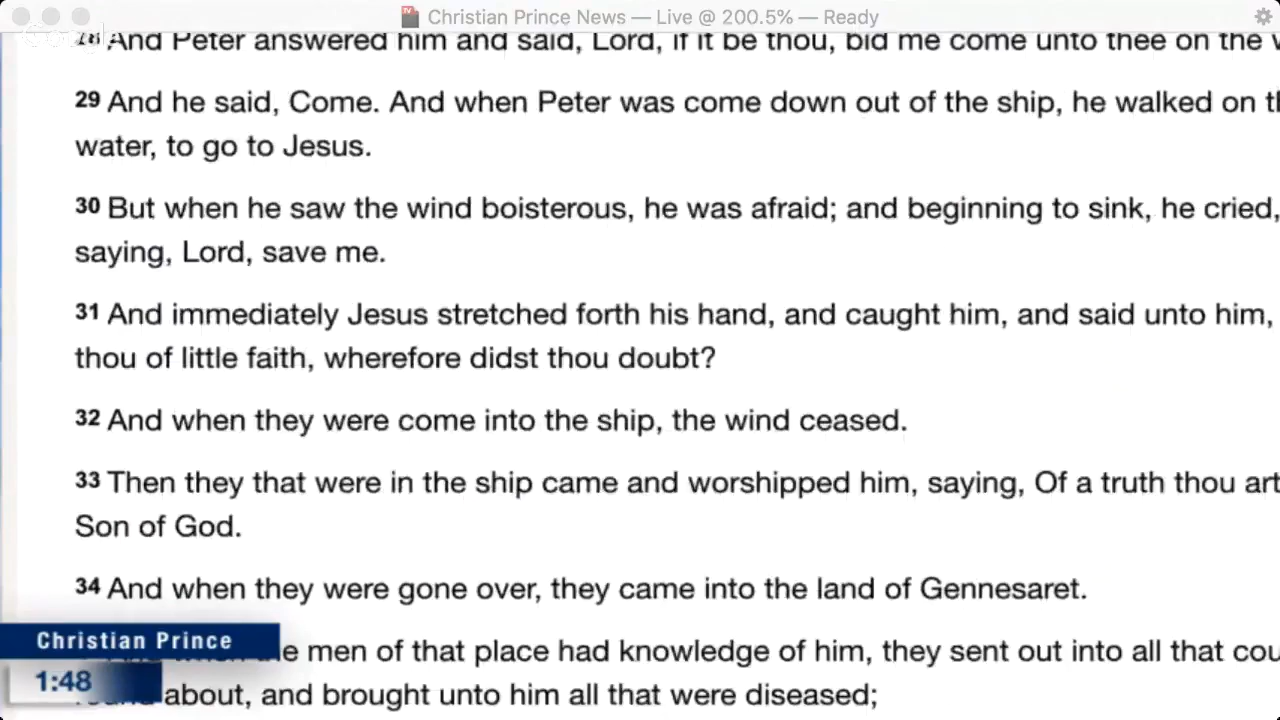 Christian Prince News — Live @ 200.5% — Ready
Google
28 And Peter answered him and said, Lord, if it be thou, bid me come unto thee on the
29 And he said, Come. And when Peter was come down out of the ship, he walked on th
water, to go to Jesus.
30 But when he saw the wind boisterous, he was afraid; and beginning to sink, he cried,
saying, Lord, save me.
31 And immediately Jesus stretched forth his hand, and caught him, and said unto him,
thou of little faith, wherefore didst thou doubt?
32 And when they were come into the ship, the wind ceased.
33 Then they that were in the ship came and worshipped him, saying, Of a truth thou art
Son of God.
34 And when they were gone over, they came into the land of Gennesaret.
men of that place had knowledge of him, they sent out into all that cou
about, and brought unto him all that were diseased;
Christian Prince
1:48